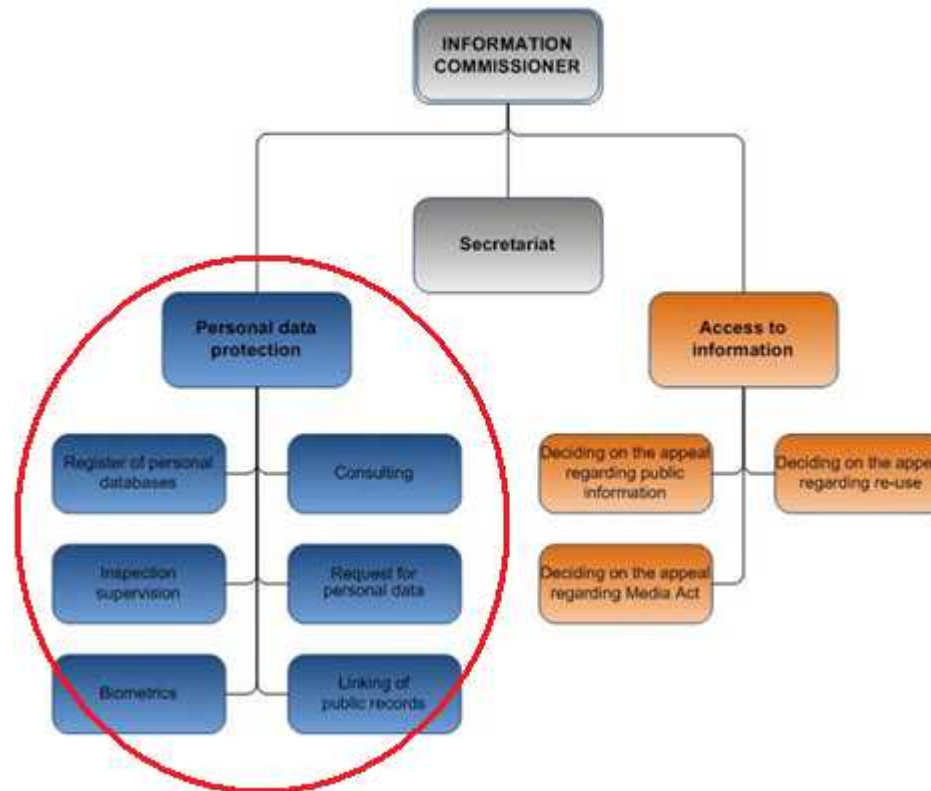 INFORMATION
COMMISSIONER
Secretariat
Personal data
protection
Access to
information
Register of personal
databases
Consulting
Inspection
supervision
Request for
personal data
Biometrics
Linking of
public records
Deciding on the appeal
regarding public
information
Deciding on the appea
regarding re-use
Deciding on the appeal
regarding Media Act